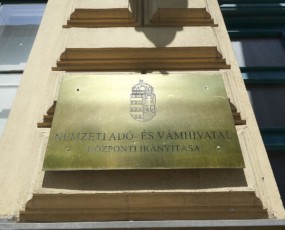 NEMZETI ADÓ- ÉS VÁMHIVATAL
KÖZPONTI IRÁNYÍTÁSA